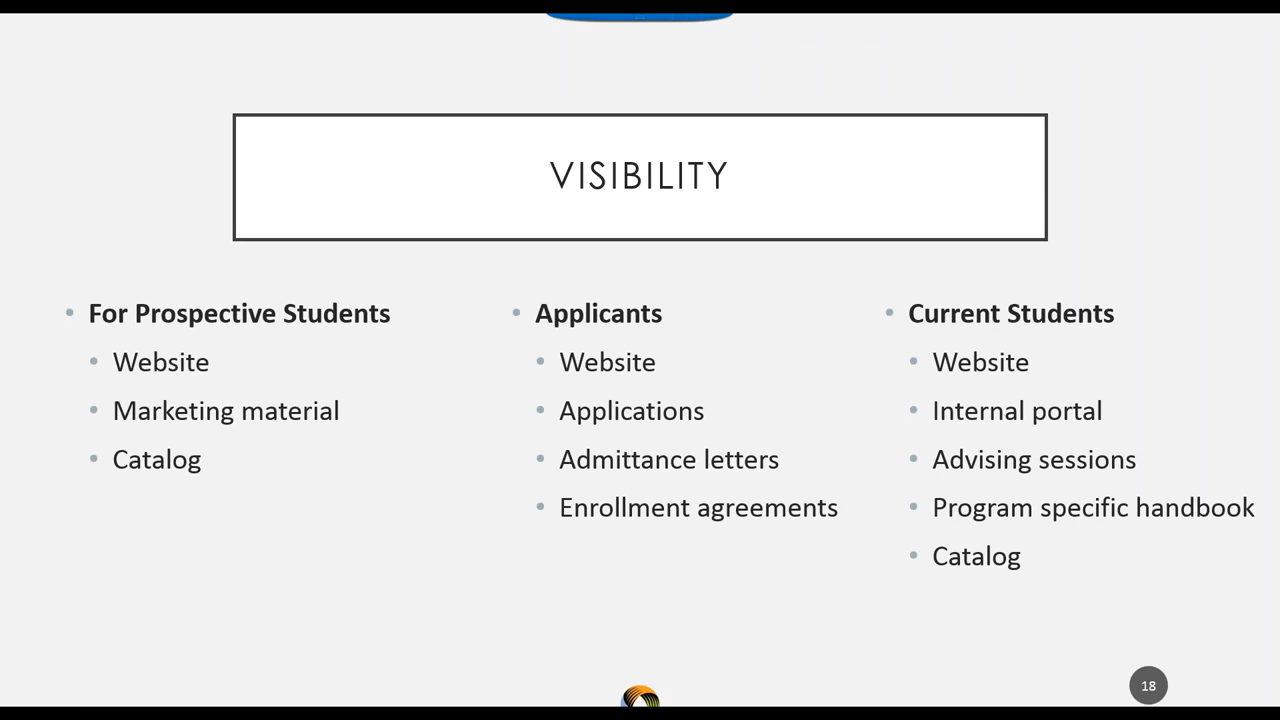 VISIBILITY
For Prospective Students
Website
Marketing material
Catalog
Applicants
Website
Applications
Admittance letters
Enrollment agreements
Current Students
Website
Internal portal
Advising sessions
Program specific handbook
Catalog
18